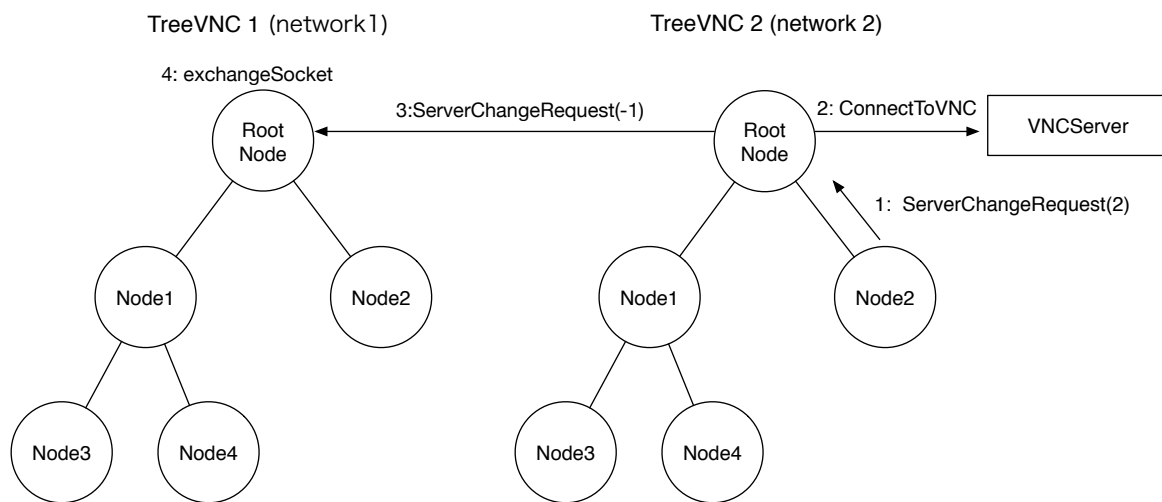 TreeVNC 1 (network1)
TreeVNC 2 (network 2)
4: exchangeSocket
3:ServerChangeRequest(-1)
2: ConnectToVNC
Root
Node
Root
Node
VNCServer
1: ServerChangeRequest(2)
Node1
Node2
Node1
Node2
Node3
Node4
Node3
Node4